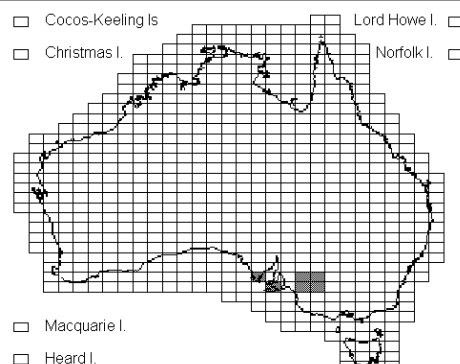 Cocos-Keeling Is
Lord Howe I.
Christmas I.
Norfolk I.
Macquarie I.
Heard I.